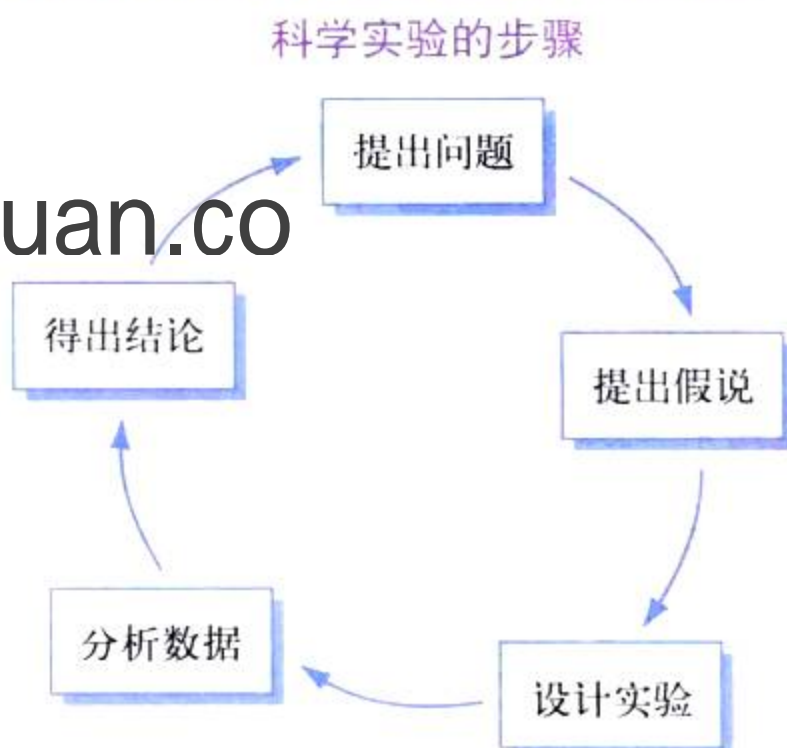 科学实验的步骤
提出问题
uan.co
得出结论
提出假说
分析数据
设计实验